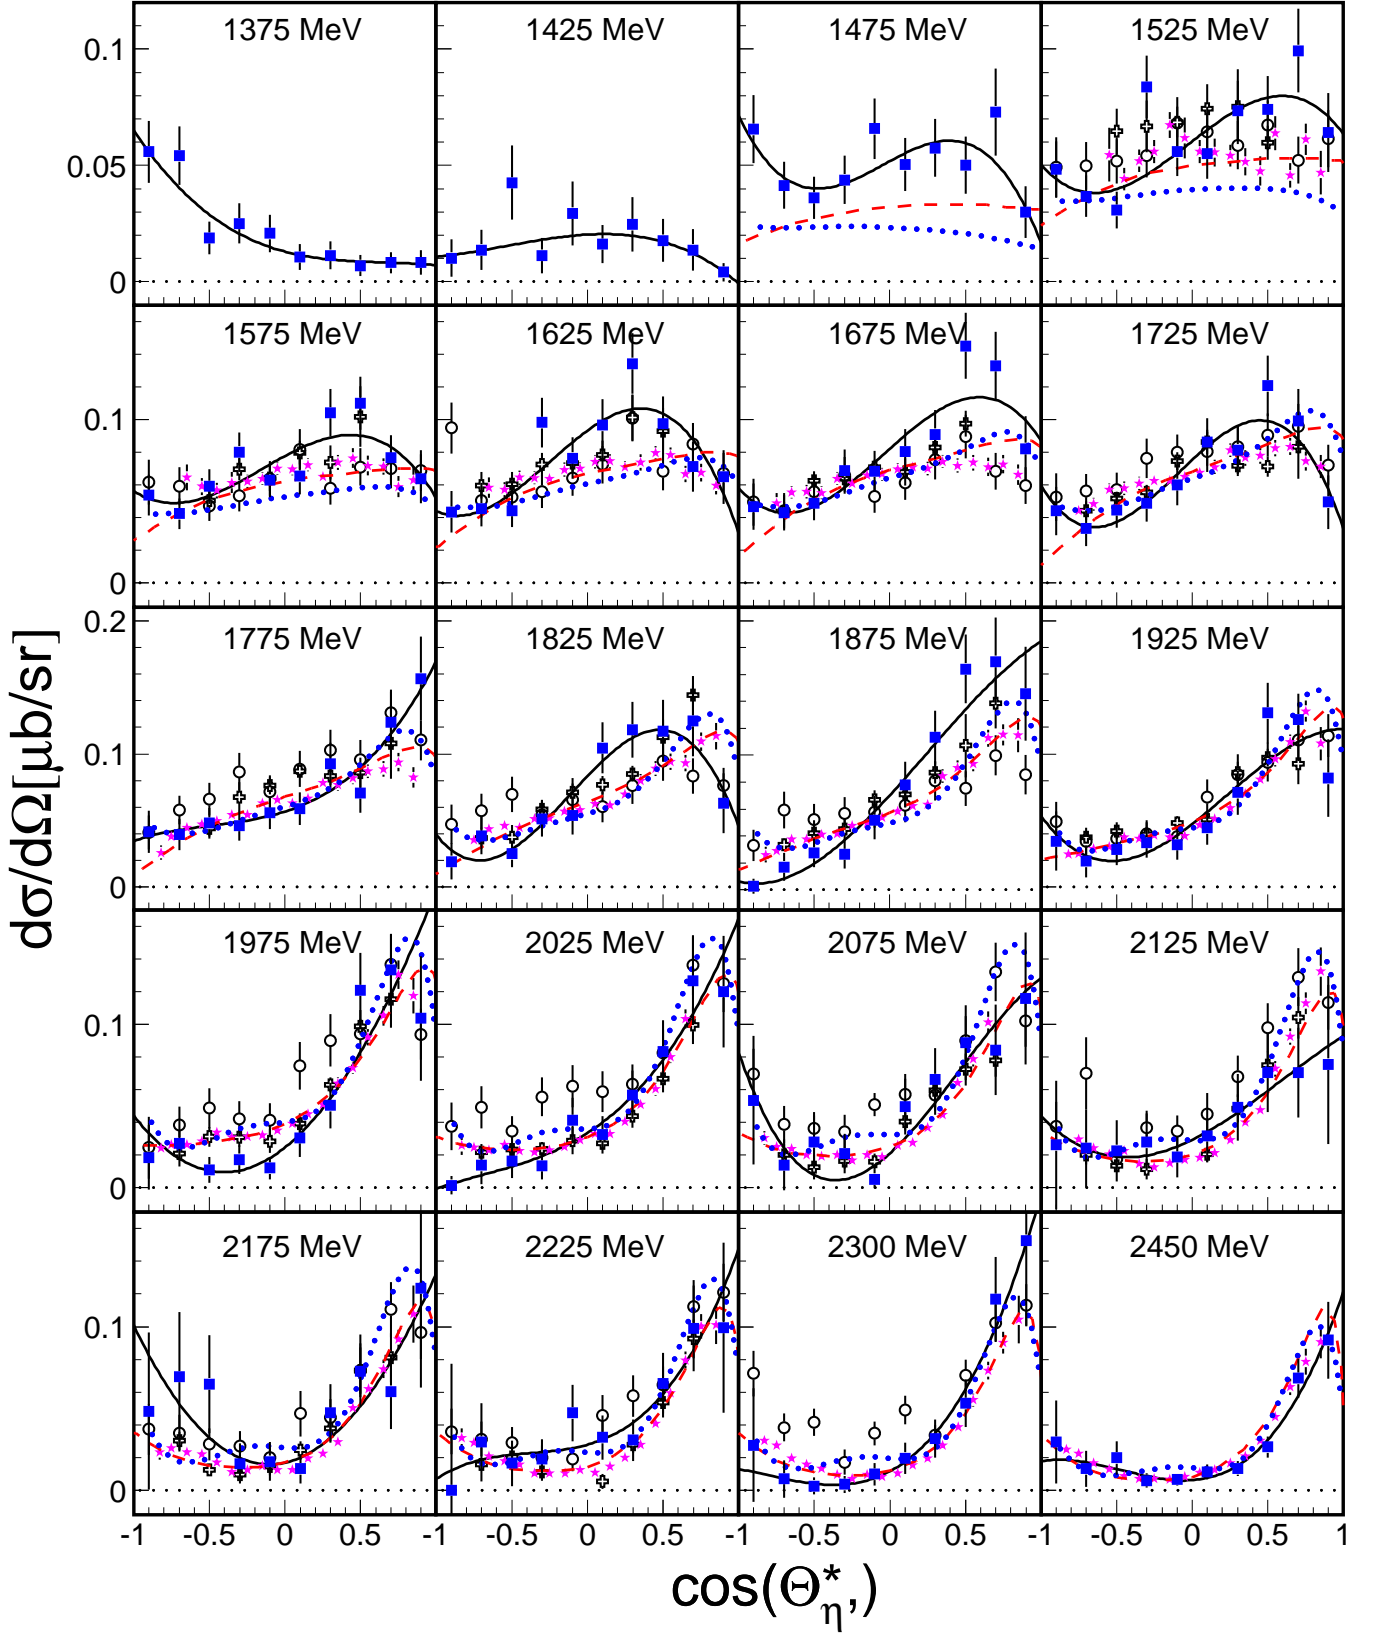 1375 MeV 1425 MeV 1475 MeV 1525 MeV
0.1
0.05
0
1575 MeV 1625 MeV 1675 MeV 1725 MeV
0.1
0
0.2
1775 MeV 1825 MeV 1875 MeV 1925 MeV
0.1
0
1975 MeV 2025 MeV 2075 MeV 2125 MeV
0.1
0
2175 MeV 2225 MeV 2300 MeV 2450 MeV
0.1
0
-1 -0.5 0 0.5 -1 -0.5 0 0.5 -1 -0.5 0 0.5 -1 -0.5 0 0.5 1
cos(Θ*η,)
dσ/dΩ[μb/sr]